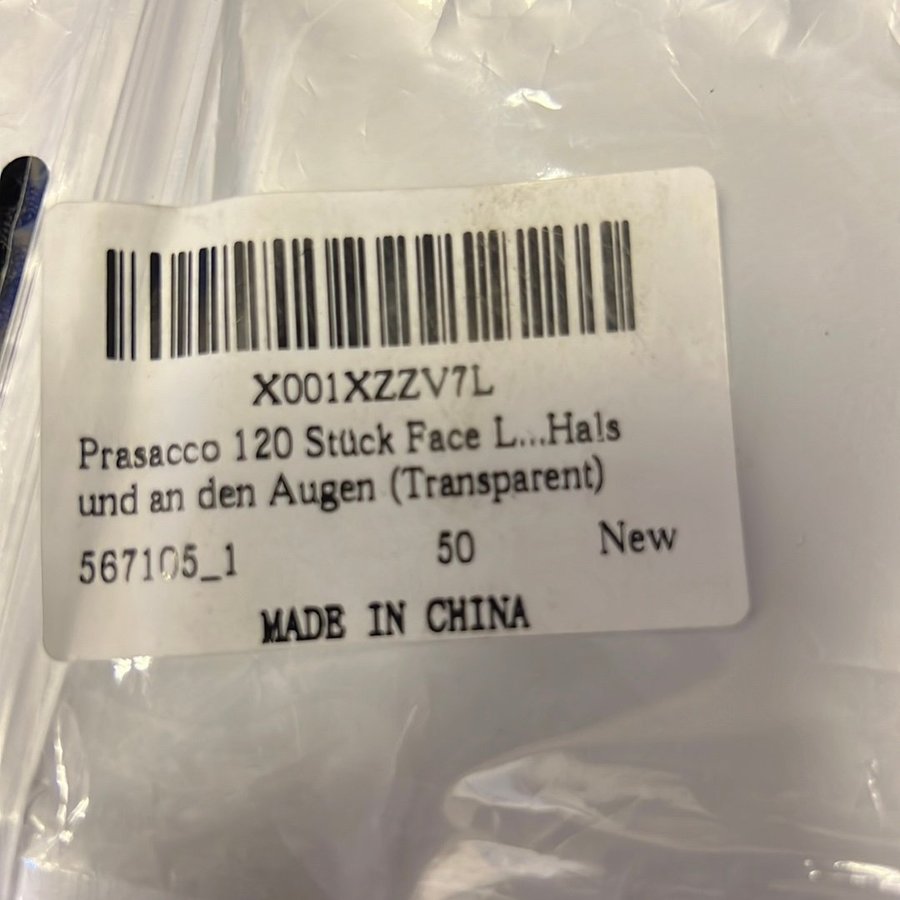 X001XZZV7L
Prasacco 120 Stück Face L...Hals
und an den Augen (Transparent)
567105_1 50 New
MADE IN CHINA